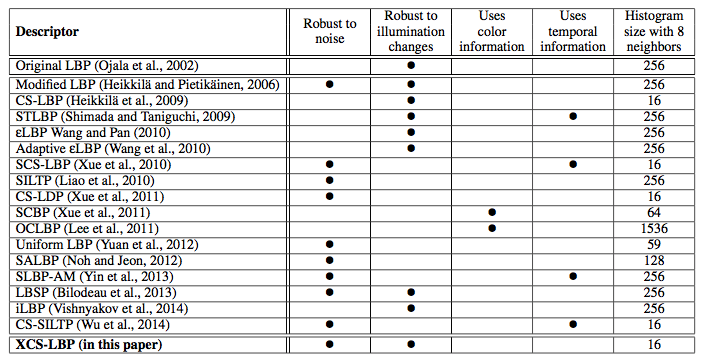 Descriptor | Robust to noise | Robust to illumination changes | Uses color information | Uses temporal information | Histogram size with 8 neighbors
Original LBP (Ojala et al., 2002) | | ● | | | 256
Modified LBP (Heikkilä and Pietikäinen, 2006) | ● | ● | | | 256
CS-LBP (Heikkilä et al., 2009) | | ● | | | 16
STLBP (Shimada and Taniguchi, 2009) | | ● | | ● | 256
εLBP Wang and Pan (2010) | | ● | | | 256
Adaptive εLBP (Wang et al., 2010) | | ● | | | 256
SCS-LBP (Xue et al., 2010) | ● | | | ● | 16
SILTP (Liao et al., 2010) | ● | | | | 256
CS-LDP (Xue et al., 2011) | ● | | | | 16
SCBP (Xue et al., 2011) | | | ● | | 64
OCLBP (Lee et al., 2011) | | | ● | | 1536
Uniform LBP (Yuan et al., 2012) | ● | | | | 59
SALBP (Noh and Jeon, 2012) | ● | | | | 128
SLBP-AM (Yin et al., 2013) | ● | | | ● | 256
LBSP (Bilodeau et al., 2013) | ● | ● | | | 256
iLBP (Vishnyakov et al., 2014) | | ● | | | 256
CS-SILTP (Wu et al., 2014) | ● | | | ● | 16
XCS-LBP (in this paper) | ● | ● | | | 16